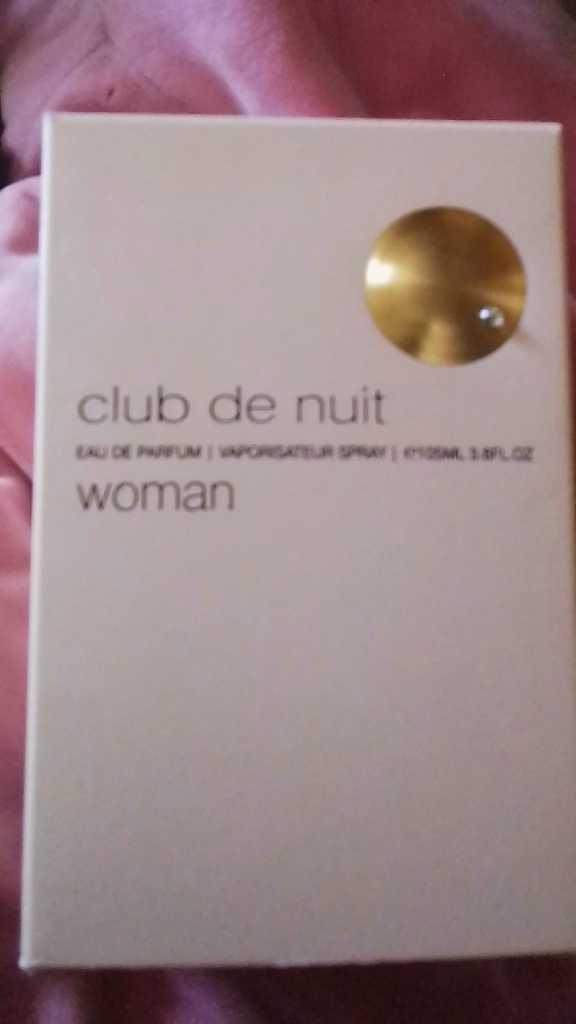 club de nuit
EAU DE PARFUM | VAPORISATEUR SPRAY | ℮105ML 3.6FL.OZ
woman